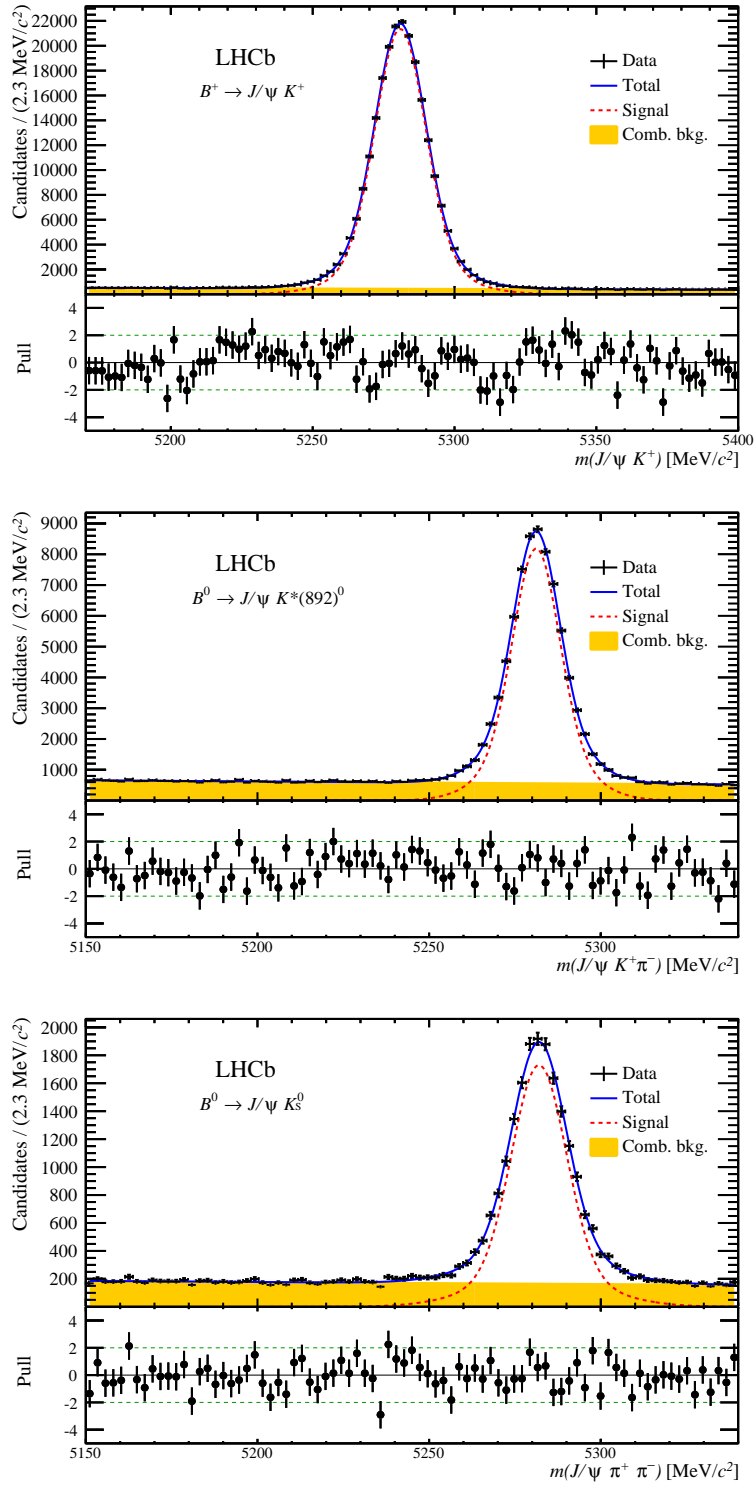 Candidates / (2.3 MeV/c²)
22000
20000
18000
16000
14000
12000
10000
8000
6000
4000
2000
LHCb
B⁺ → J/ψ K⁺
Data
Total
Signal
Comb. bkg.
Pull
4
2
0
−2
−4
5200 5250 5300 5350 5400
m(J/ψ K⁺) [MeV/c²]
Candidates / (2.3 MeV/c²)
9000
8000
7000
6000
5000
4000
3000
2000
1000
LHCb
B⁰ → J/ψ K*(892)⁰
Data
Total
Signal
Comb. bkg.
Pull
4
2
0
−2
−4
5150 5200 5250 5300
m(J/ψ K⁺π⁻) [MeV/c²]
Candidates / (2.3 MeV/c²)
2000
1800
1600
1400
1200
1000
800
600
400
200
LHCb
B⁰ → J/ψ K_S⁰
Data
Total
Signal
Comb. bkg.
Pull
4
2
0
−2
−4
5150 5200 5250 5300
m(J/ψ π⁺ π⁻) [MeV/c²]